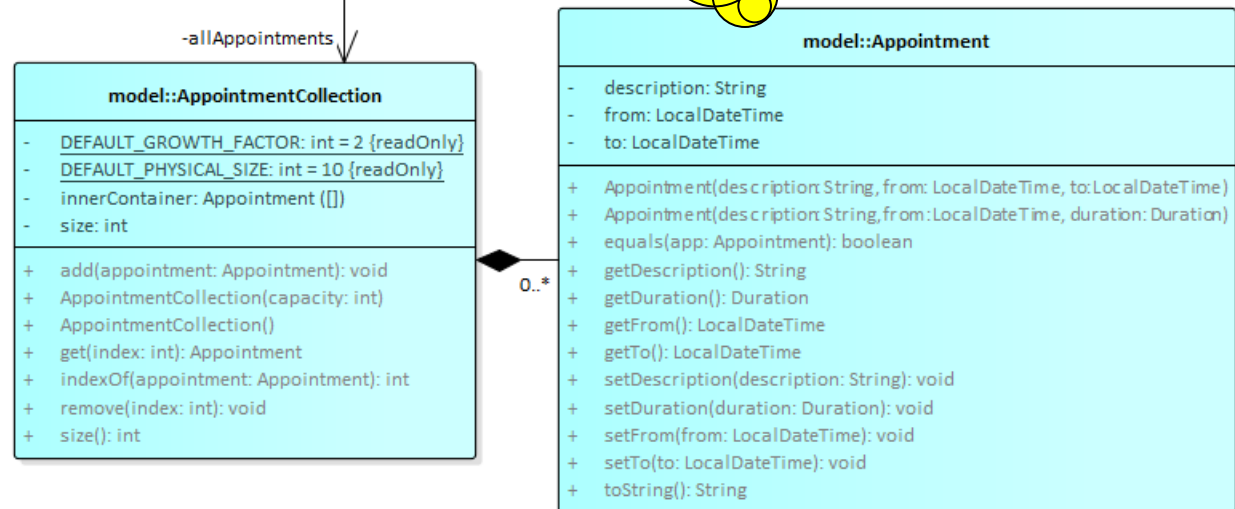 -allAppointments
model::AppointmentCollection
- DEFAULT_GROWTH_FACTOR: int = 2 {readOnly}
- DEFAULT_PHYSICAL_SIZE: int = 10 {readOnly}
- innerContainer: Appointment ([])
- size: int
+ add(appointment: Appointment): void
+ AppointmentCollection(capacity: int)
+ AppointmentCollection()
+ get(index: int): Appointment
+ indexOf(appointment: Appointment): int
+ remove(index: int): void
+ size(): int
0..*
model::Appointment
- description: String
- from: LocalDateTime
- to: LocalDateTime
+ Appointment(description: String, from: LocalDateTime, to:LocalDateTime)
+ Appointment(description: String,from :LocalDateTime, duration: Duration)
+ equals(app: Appointment): boolean
+ getDescription(): String
+ getDuration(): Duration
+ getFrom(): LocalDateTime
+ getTo(): LocalDateTime
+ setDescription(description: String): void
+ setDuration(duration: Duration): void
+ setFrom(from: LocalDateTime): void
+ setTo(to: LocalDateTime): void
+ toString(): String